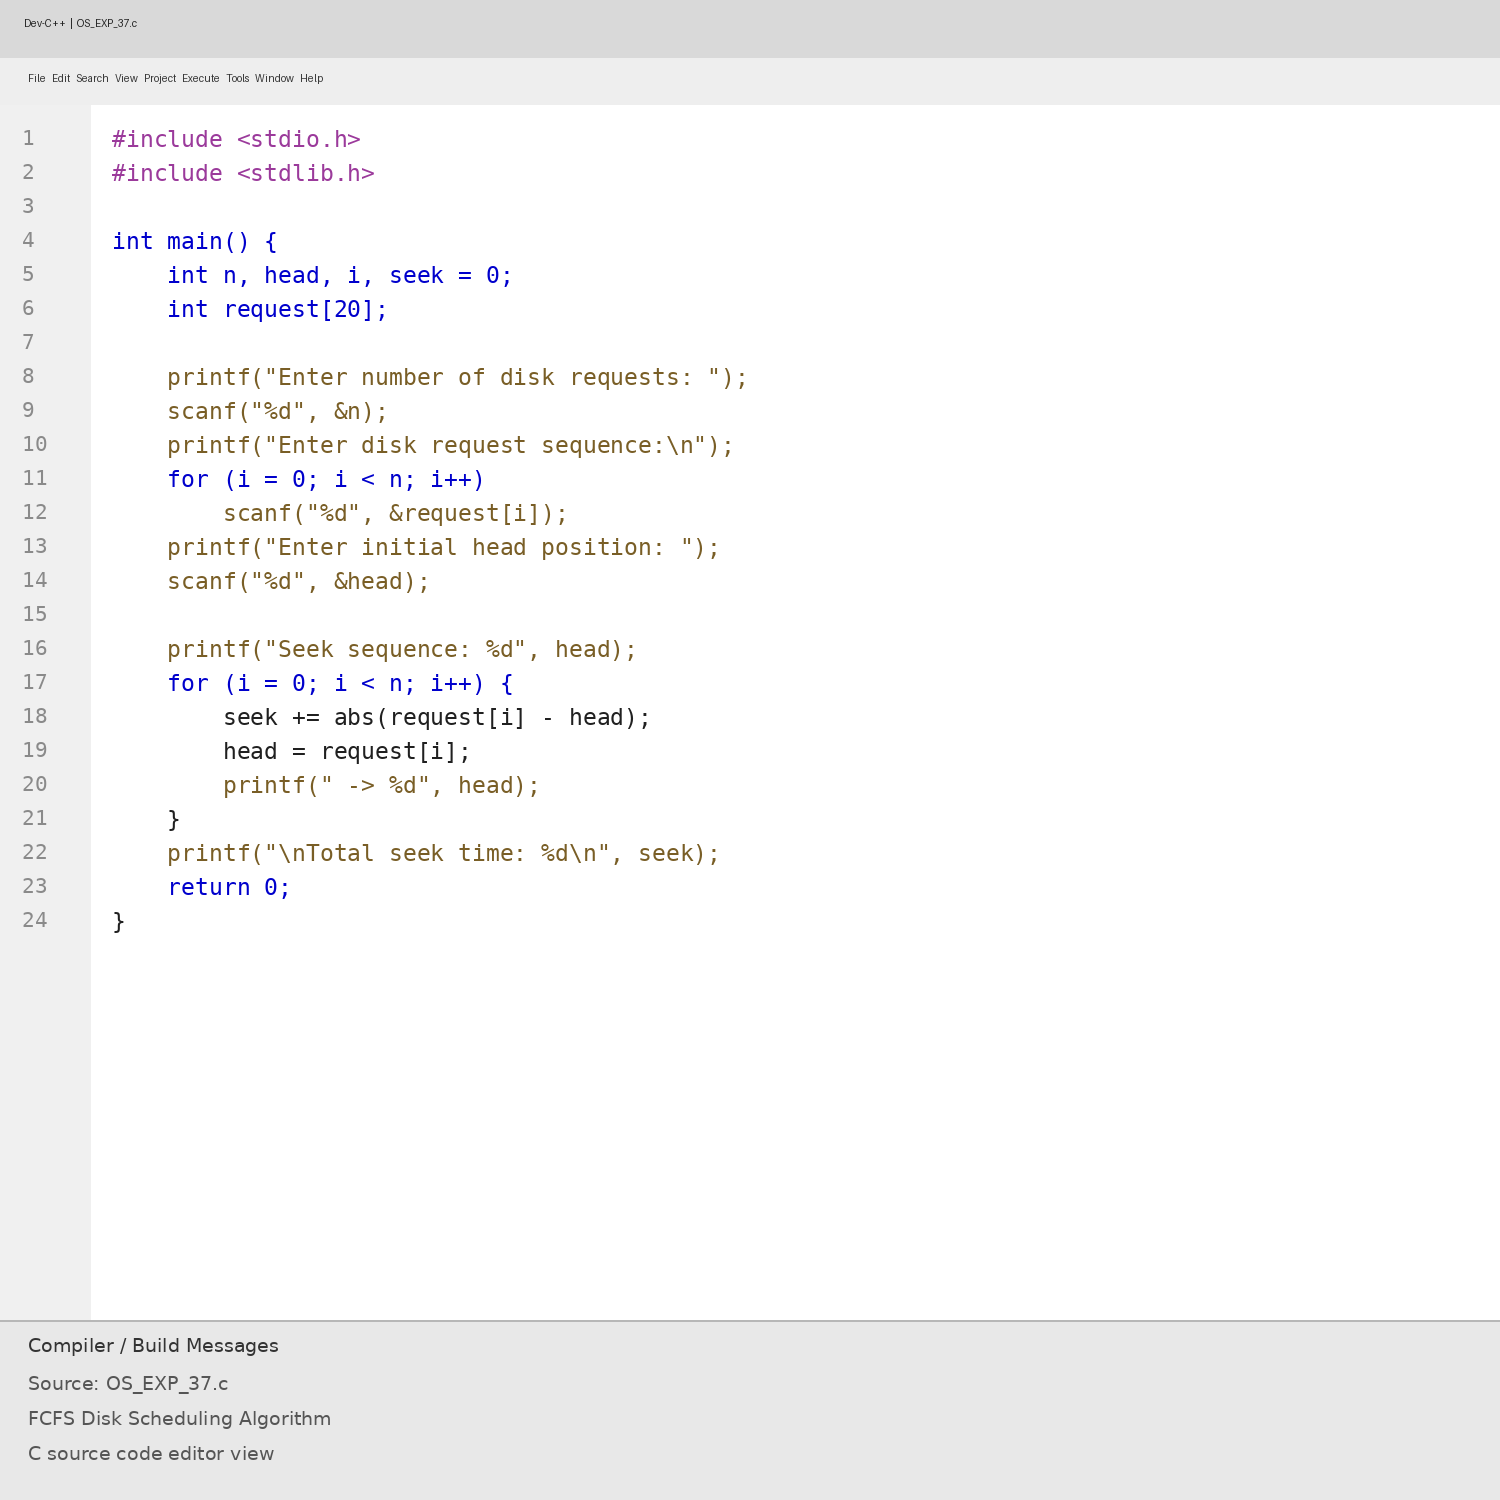 Dev-C++ | OS_EXP_37.c
File Edit Search View Project Execute Tools Window Help
1 #include <stdio.h>
2 #include <stdlib.h>
3
4 int main() {
5     int n, head, i, seek = 0;
6     int request[20];
7
8     printf("Enter number of disk requests: ");
9     scanf("%d", &n);
10     printf("Enter disk request sequence:\n");
11     for (i = 0; i < n; i++)
12         scanf("%d", &request[i]);
13     printf("Enter initial head position: ");
14     scanf("%d", &head);
15
16     printf("Seek sequence: %d", head);
17     for (i = 0; i < n; i++) {
18         seek += abs(request[i] - head);
19         head = request[i];
20         printf(" -> %d", head);
21     }
22     printf("\nTotal seek time: %d\n", seek);
23     return 0;
24 }
Compiler / Build Messages
Source: OS_EXP_37.c
FCFS Disk Scheduling Algorithm
C source code editor view